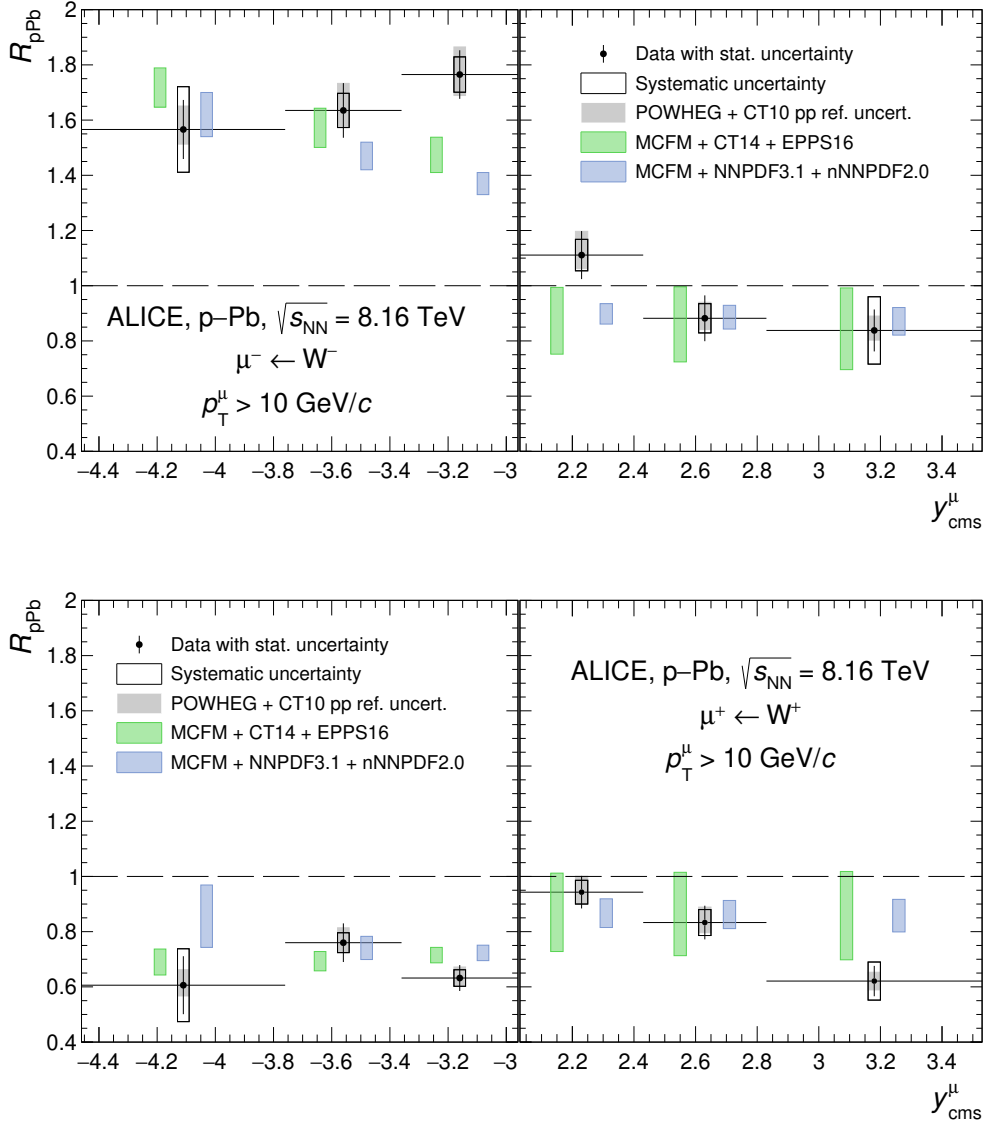 R_pPb
2
1.8
1.6
1.4
1.2
1
0.8
0.6
0.4
Data with stat. uncertainty
Systematic uncertainty
POWHEG + CT10 pp ref. uncert.
MCFM + CT14 + EPPS16
MCFM + NNPDF3.1 + nNNPDF2.0
ALICE, p–Pb, √s_NN = 8.16 TeV
μ⁻ ← W⁻
p_T^μ > 10 GeV/c
−4.4 −4.2 −4 −3.8 −3.6 −3.4 −3.2 −3 2.2 2.4 2.6 2.8 3 3.2 3.4
y_cms^μ
R_pPb
2
1.8
1.6
1.4
1.2
1
0.8
0.6
0.4
Data with stat. uncertainty
Systematic uncertainty
POWHEG + CT10 pp ref. uncert.
MCFM + CT14 + EPPS16
MCFM + NNPDF3.1 + nNNPDF2.0
ALICE, p–Pb, √s_NN = 8.16 TeV
μ⁺ ← W⁺
p_T^μ > 10 GeV/c
−4.4 −4.2 −4 −3.8 −3.6 −3.4 −3.2 −3 2.2 2.4 2.6 2.8 3 3.2 3.4
y_cms^μ